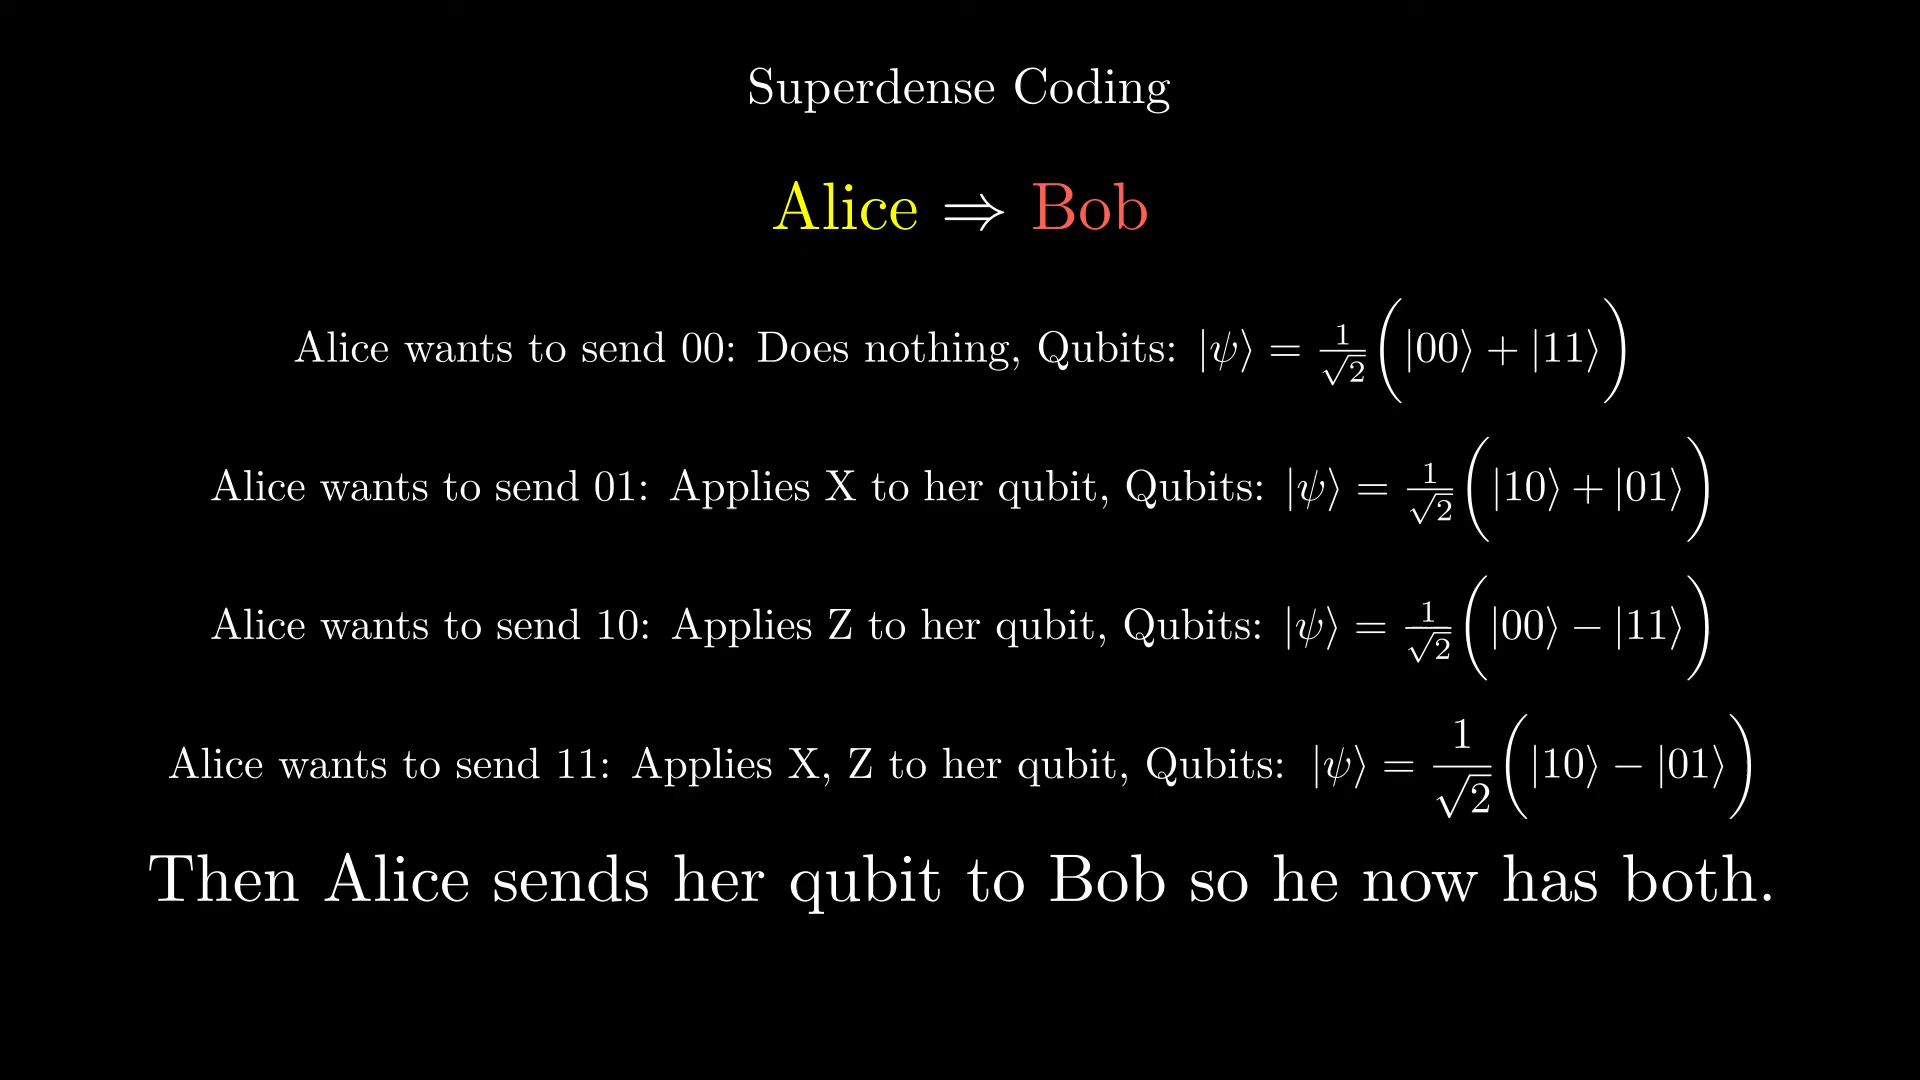 Superdense Coding
Alice ⇒ Bob
Alice wants to send 00: Does nothing, Qubits: |ψ⟩ = 1/√2 (|00⟩ + |11⟩)
Alice wants to send 01: Applies X to her qubit, Qubits: |ψ⟩ = 1/√2 (|10⟩ + |01⟩)
Alice wants to send 10: Applies Z to her qubit, Qubits: |ψ⟩ = 1/√2 (|00⟩ − |11⟩)
Alice wants to send 11: Applies X, Z to her qubit, Qubits: |ψ⟩ = 1/√2 (|10⟩ − |01⟩)
Then Alice sends her qubit to Bob so he now has both.